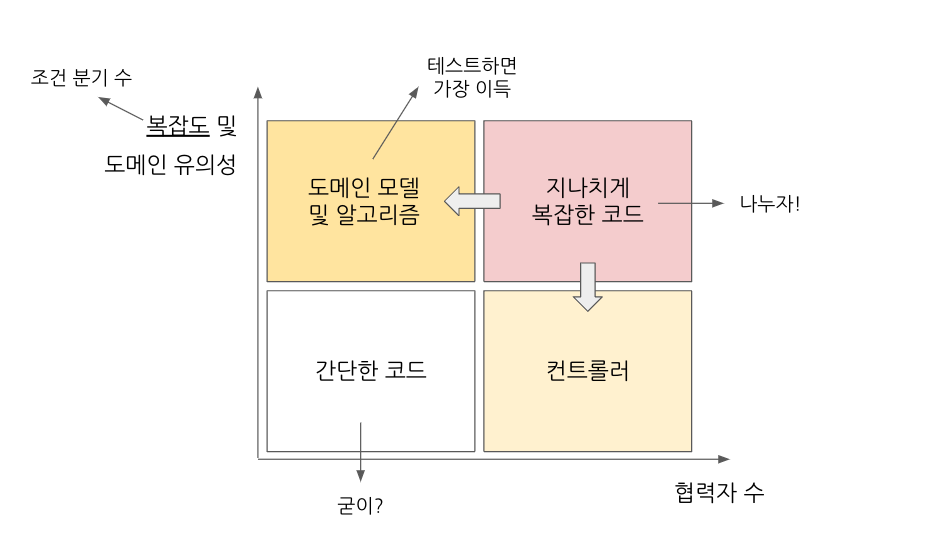 조건 분기 수
복잡도 및
도메인 유의성
테스트하면
가장 이득
도메인 모델
및 알고리즘
지나치게
복잡한 코드
나누자!
간단한 코드
컨트롤러
굳이?
협력자 수